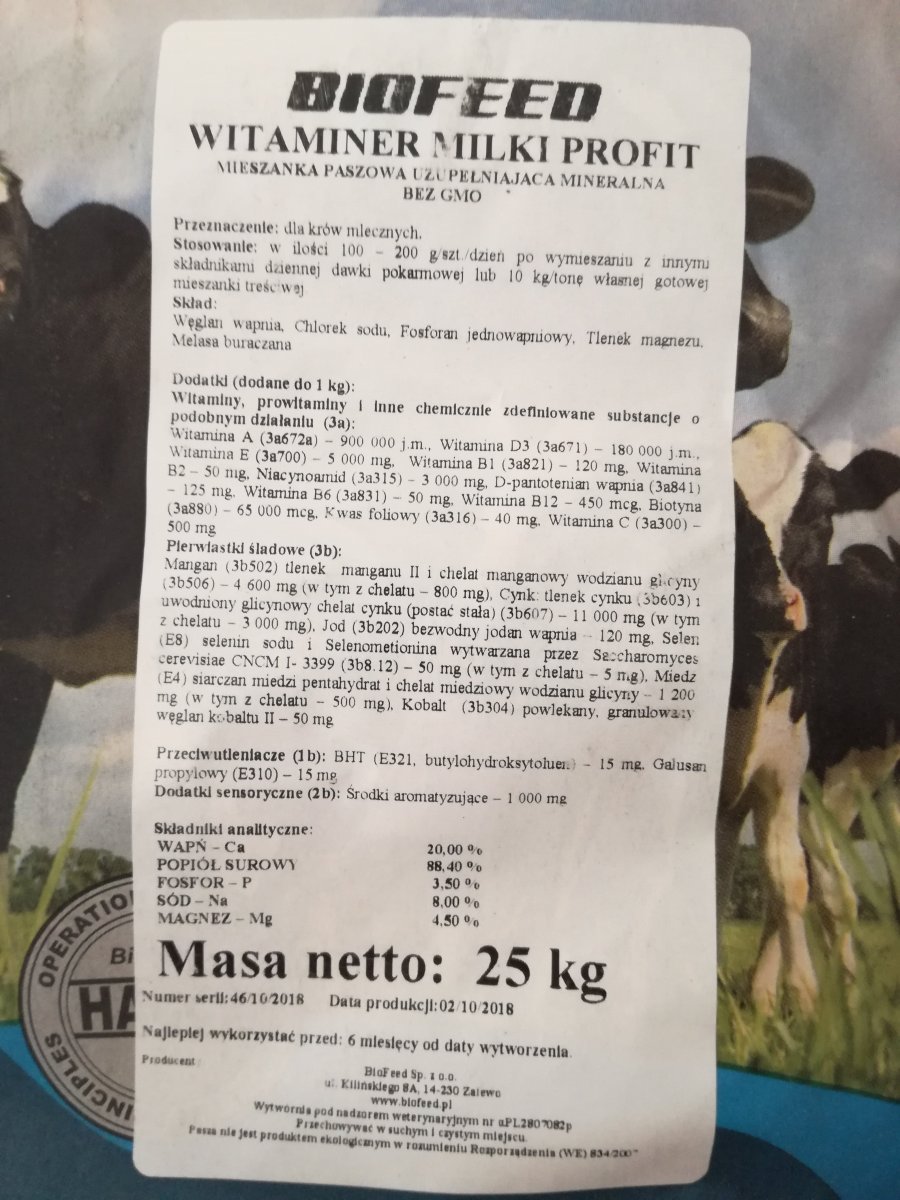 BIOFEED
WITAMINER MILKI PROFIT
MIESZANKA PASZOWA UZUPEŁNIAJACA MINERALNA
BEZ GMO
Przeznaczenie: dla krów mlecznych.
Stosowanie: w ilości 100 – 200 g/szt./dzień po wymieszaniu z innymi
składnikami dziennej dawki pokarmowej lub 10 kg/tonę własnej gotowej
mieszanki treściwej
Skład:
Węglan wapnia, Chlorek sodu, Fosforan jednowapniowy, Tlenek magnezu,
Melasa buraczana
Dodatki (dodane do 1 kg):
Witaminy, prowitaminy i inne chemicznie zdefiniowane substancje o
podobnym działaniu (3a):
Witamina A (3a672a) – 900 000 j.m., Witamina D3 (3a671) – 180 000 j.m.,
Witamina E (3a700) – 5 000 mg, Witamina B1 (3a821) – 120 mg, Witamina
B2 – 50 mg, Niacynoamid (3a315) – 3 000 mg, D-pantotenian wapnia (3a841)
– 125 mg, Witamina B6 (3a831) – 50 mg, Witamina B12 – 450 mcg, Biotyna
(3a880) – 65 000 mcg, Kwas foliowy (3a316) – 40 mg, Witamina C (3a300) –
500 mg
Pierwiastki śladowe (3b):
Mangan (3b502) tlenek manganu II i chelat manganowy wodzianu glicyny
(3b506) – 4 600 mg (w tym z chelatu – 800 mg), Cynk: tlenek cynku (3b603) i
uwodniony glicynowy chelat cynku (postać stała) (3b607) – 11 000 mg (w tym
z chelatu – 3 000 mg), Jod (3b202) bezwodny jodan wapnia – 120 mg, Selen
(E8) selenin sodu i Selenometionina wytwarzana przez Saccharomyces
cerevisiae CNCM I- 3399 (3b8.12) – 50 mg (w tym z chelatu – 5 mg), Miedź
(E4) siarczan miedzi pentahydrat i chelat miedziowy wodzianu glicyny – 1 200
mg (w tym z chelatu – 500 mg), Kobalt (3b304) powlekany, granulowany
węglan kobaltu II – 50 mg
Przeciwutleniacze (1b): BHT (E321, butylohydroksytoluen) – 15 mg, Galusan
propylowy (E310) – 15 mg
Dodatki sensoryczne (2b): Środki aromatyzujące – 1 000 mg
Składniki analityczne:
WAPŃ – Ca 20,00 %
POPIÓŁ SUROWY 88,40 %
FOSFOR – P 3,50 %
SÓD – Na 8,00 %
MAGNEZ – Mg 4,50 %
Masa netto: 25 kg
Numer serii: 46/10/2018 Data produkcji: 02/10/2018
Najlepiej wykorzystać przed: 6 miesięcy od daty wytworzenia.
Producent:
BioFeed Sp. z o.o.
ul. Kilińskiego 8A, 14-230 Zalewo
www.biofeed.pl
Wytwórnia pod nadzorem weterynaryjnym nr αPL2807082p
Przechowywać w suchym i czystym miejscu.
Pasza nie jest produktem ekologicznym w rozumieniu Rozporządzenia (WE) 834/2007
OPERATIO
Bi
HA
INCIPLES